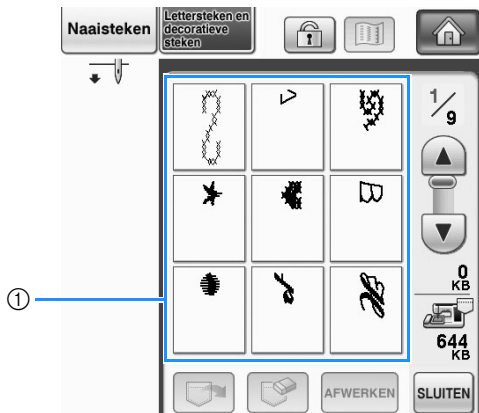 Naaisteken
Lettersteken en
decoratieve
steken
1/9
0
KB
①
644
KB
AFWERKEN
SLUITEN